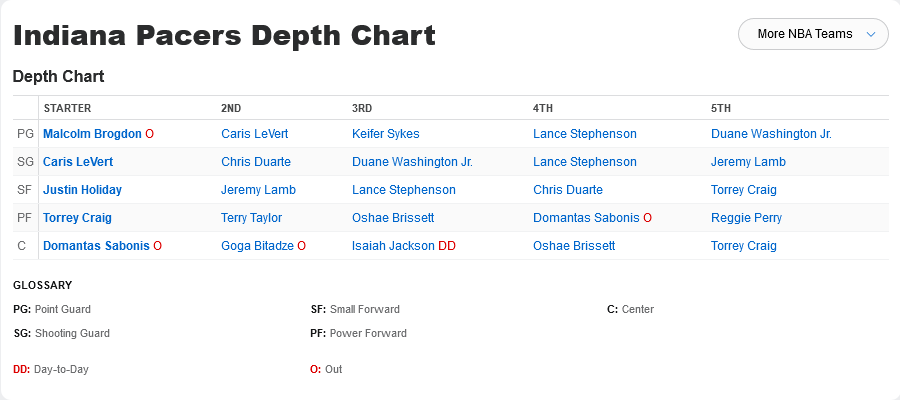 Indiana Pacers Depth Chart
More NBA Teams
Depth Chart
STARTER 2ND 3RD 4TH 5TH
PG Malcolm Brogdon O Caris LeVert Keifer Sykes Lance Stephenson Duane Washington Jr.
SG Caris LeVert Chris Duarte Duane Washington Jr. Lance Stephenson Jeremy Lamb
SF Justin Holiday Jeremy Lamb Lance Stephenson Chris Duarte Torrey Craig
PF Torrey Craig Terry Taylor Oshae Brissett Domantas Sabonis O Reggie Perry
C Domantas Sabonis O Goga Bitadze O Isaiah Jackson DD Oshae Brissett Torrey Craig
GLOSSARY
PG: Point Guard SF: Small Forward C: Center
SG: Shooting Guard PF: Power Forward
DD: Day-to-Day O: Out